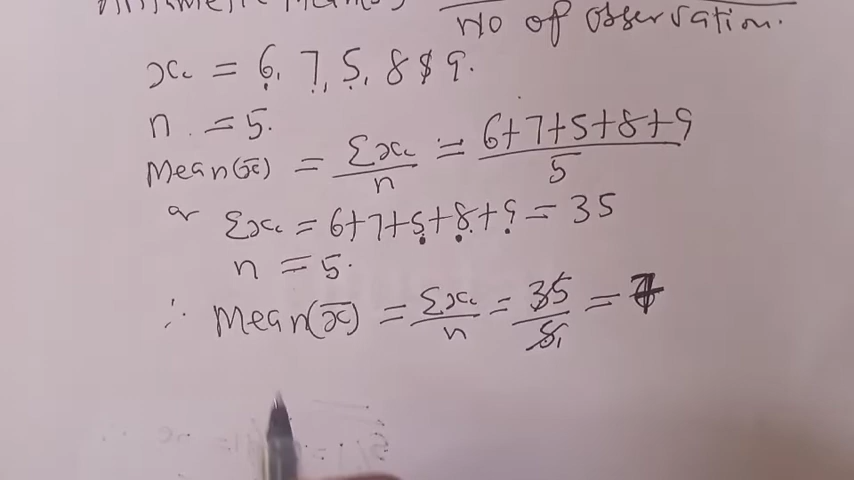 No of observation.
x = 6, 7, 5, 8 $ 9.
n = 5.
Mean(x̄) = Σx/n = 6+7+5+8+9/5
or Σx = 6+7+5+8+9 = 35
n = 5.
∴ Mean(x̄) = Σx/n = 35/5 = 7